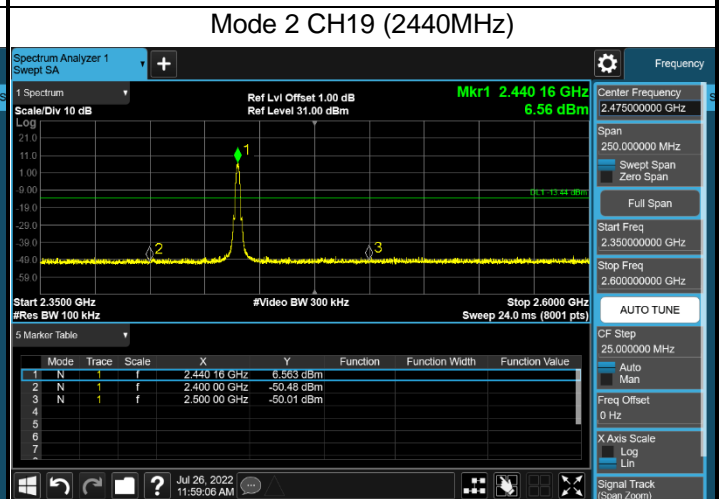 Mode 2 CH19 (2440MHz)
Spectrum Analyzer 1
Swept SA
Frequency
1 Spectrum
Scale/Div 10 dB
Ref Lvl Offset 1.00 dB
Ref Level 31.00 dBm
Mkr1 2.440 16 GHz
6.56 dBm
Log
21.0
11.0
1.00
-9.00
-19.0
-29.0
-39.0
-49.0
-59.0
1
2
3
DL1 -13.44 dBm
Start 2.3500 GHz
#Res BW 100 kHz
#Video BW 300 kHz
Stop 2.6000 GHz
Sweep 24.0 ms (8001 pts)
5 Marker Table
Mode Trace Scale X Y Function Function Width Function Value
1 N 1 f 2.440 16 GHz 6.563 dBm
2 N 1 f 2.400 00 GHz -50.48 dBm
3 N 1 f 2.500 00 GHz -50.01 dBm
4
5
6
7
Jul 26, 2022
11:59:06 AM
Center Frequency
2.475000000 GHz
Span
250.000000 MHz
Swept Span
Zero Span
Full Span
Start Freq
2.350000000 GHz
Stop Freq
2.600000000 GHz
AUTO TUNE
CF Step
25.000000 MHz
Auto
Man
Freq Offset
0 Hz
X Axis Scale
Log
Lin
Signal Track
(Span Zoom)